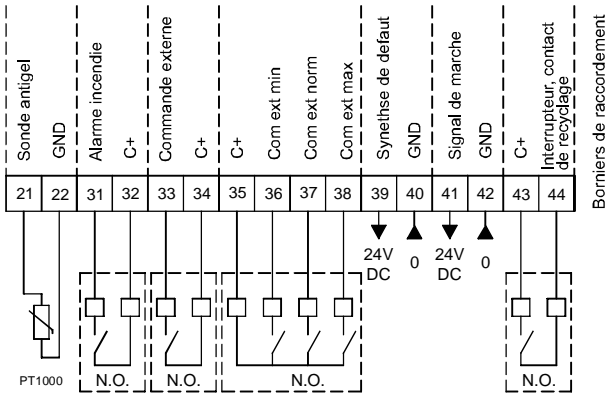 Sonde antigel
GND
Alarme incendie
C+
Commande externe
C+
C+
Com ext min
Com ext norm
Com ext max
Synethse de defaut
GND
Signal de marche
GND
C+
Interrupteur, contact
de recyclage
Borniers de raccordement
21 22 31 32 33 34 35 36 37 38 39 40 41 42 43 44
24V
DC
0
24V
DC
0
PT1000
N.O.
N.O.
N.O.
N.O.